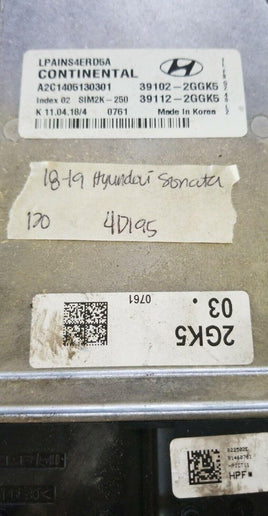 LPAINS4ERD5A
CONTINENTAL
HYUNDAI
A2C1405130301 39102-2GGK5
Index 02 SIM2K-250 39112-2GGK5
K 11.04.18/4 0761 Made in Korea
18-19 Hyundai Sonata
120 4D195
0761
03 .
2GK5
HPF*